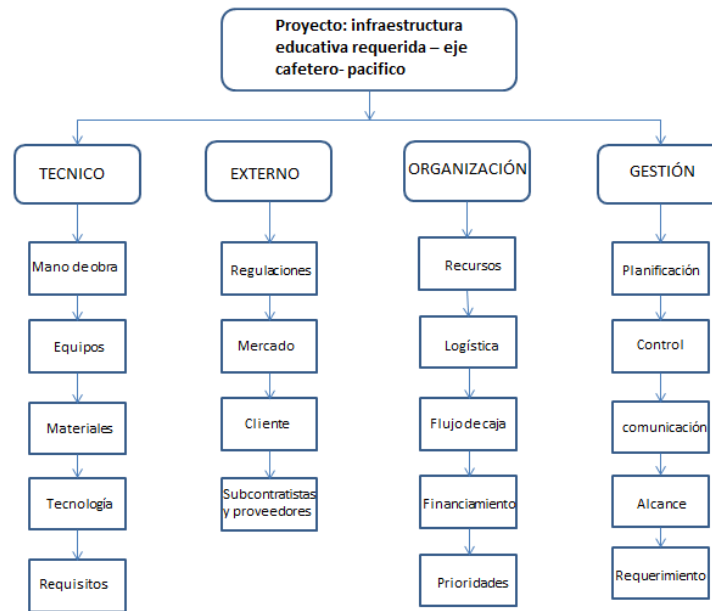 Proyecto: infraestructura
educativa requerida – eje
cafetero- pacifico
TECNICO
EXTERNO
ORGANIZACIÓN
GESTIÓN
Mano de obra
Regulaciones
Recursos
Planificación
Equipos
Mercado
Logística
Control
Materiales
Cliente
Flujo de caja
comunicación
Tecnología
Subcontratistas
y proveedores
Financiamiento
Alcance
Requisitos
Prioridades
Requerimiento